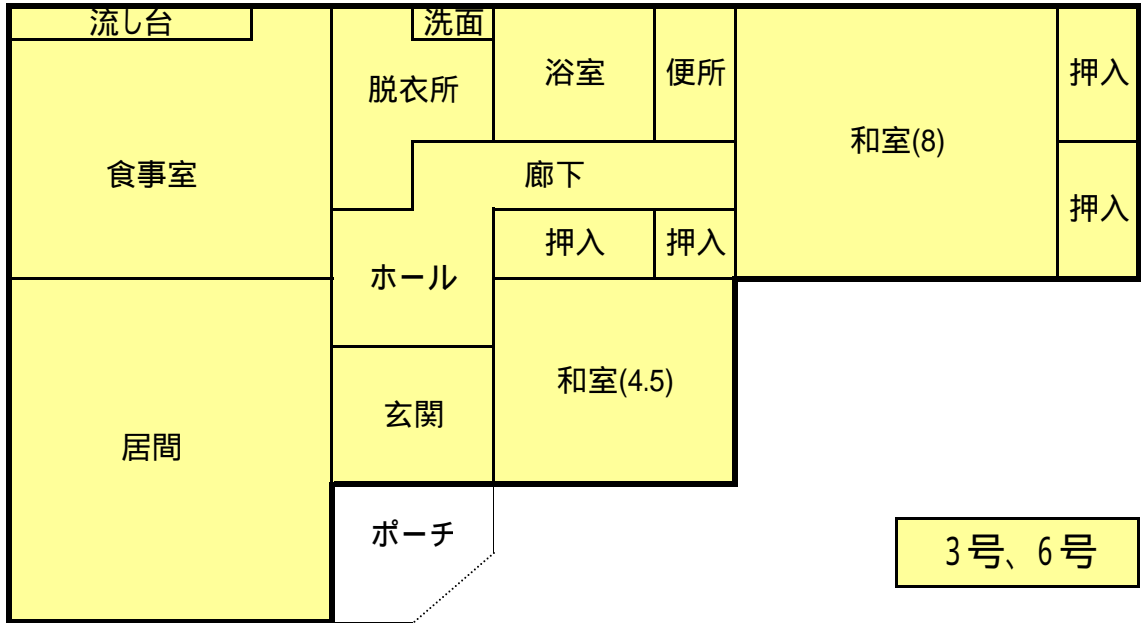 流し台
洗面
脱衣所
浴室
便所
押入
和室(8)
食事室
廊下
押入
押入
押入
ホール
和室(4.5)
玄関
居間
ポーチ
3号、6号